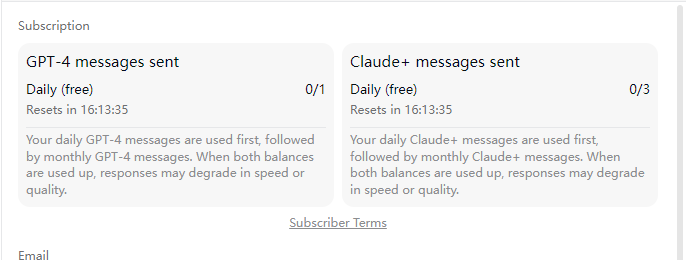 Subscription
GPT-4 messages sent
Daily (free) 0/1
Resets in 16:13:35
Your daily GPT-4 messages are used first, followed
by monthly GPT-4 messages. When both balances
are used up, responses may degrade in speed or
quality.
Claude+ messages sent
Daily (free) 0/3
Resets in 16:13:35
Your daily Claude+ messages are used first,
followed by monthly Claude+ messages. When
both balances are used up, responses may degrade
in speed or quality.
Subscriber Terms
Email